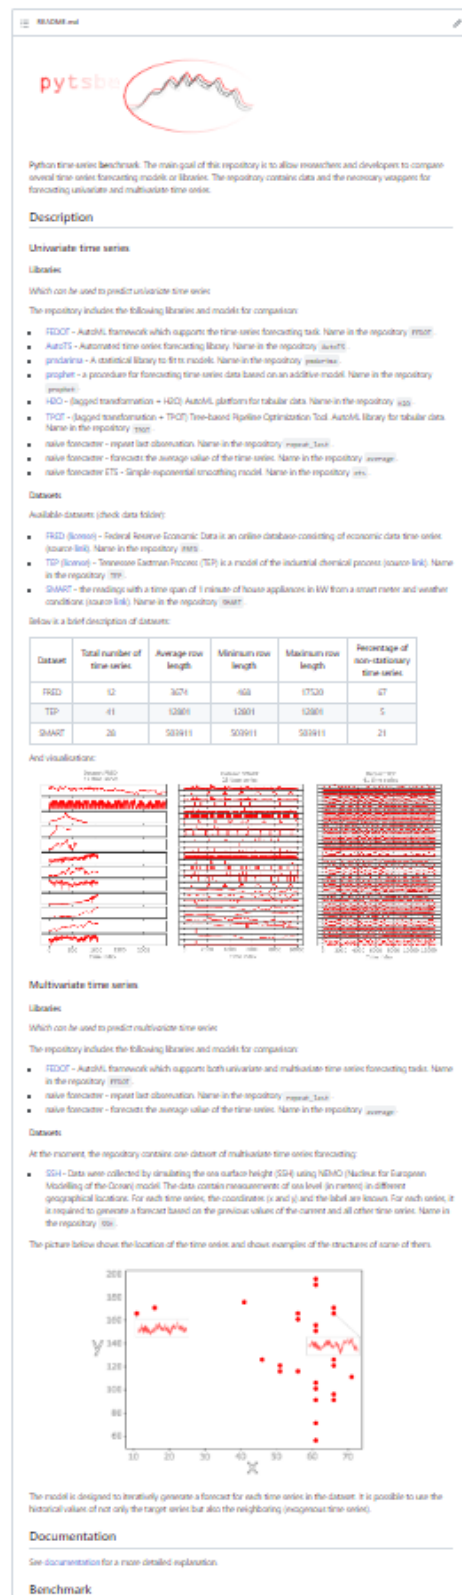 README.md
pytsbe
Python time-series benchmark. The main goal of this repository is to allow researchers and developers to compare
several time series forecasting models or libraries. The repository contains data and the necessary wrappers for
forecasting univariate and multivariate time series.
Description
Univariate time series
Libraries
Which can be used to predict univariate time series
The repository includes the following libraries and models for comparison:
FEDOT - AutoML framework which supports the time series forecasting task. Name in the repository FEDOT.
AutoTS - Automated time series forecasting library. Name in the repository AutoTS.
pmdarima - A statistical library to fit ts models. Name in the repository pmdarima.
prophet - a procedure for forecasting time series data based on an additive model. Name in the repository
prophet.
H2O - (lagged transformation + H2O) AutoML platform for tabular data. Name in the repository H2O.
TPOT - (lagged transformation + TPOT) Time-based Pipeline Optimization Tool. AutoML library for tabular data.
Name in the repository TPOT.
naive forecaster - repeat last observation. Name in the repository repeat_last.
naive forecaster - forecasts the average value of the time series. Name in the repository average.
naive forecaster ETS - Simple exponential smoothing model. Name in the repository ets.
Datasets
Available datasets (check data folder):
FRED (license) - Federal Reserve Economic Data is an online database consisting of economic data time series
(source link). Name in the repository FRED.
TEP (license) - Tennessee Eastman Process (TEP) is a model of the industrial chemical process (source link). Name
in the repository TEP.
SMART - the readings with a time span of 1 minute of house appliances in kW from a smart meter and weather
conditions (source link). Name in the repository SMART.
Below is a brief description of datasets:
Dataset Total number of time series Average row length Minimum row length Maximum row length Percentage of non-stationary time series
FRED 12 3674 468 17520 67
TEP 41 12801 12801 12801 5
SMART 28 503911 503911 503911 21
And visualisations:
Multivariate time series
Libraries
Which can be used to predict multivariate time series
The repository includes the following libraries and models for comparison:
FEDOT - AutoML framework which supports both univariate and multivariate time series forecasting tasks. Name
in the repository FEDOT.
naive forecaster - repeat last observation. Name in the repository repeat_last.
naive forecaster - forecasts the average value of the time series. Name in the repository average.
Datasets
At the moment, the repository contains one dataset of multivariate time series forecasting:
SSH - Data were collected by simulating the sea surface height (SSH) using NEMO (Nucleus for European
Modelling of the Ocean) model. The data contain measurements of sea level (in meters) in different
geographical locations. For each time series, the coordinates (x and y) and the label are known. For each series, it
is required to generate a forecast based on the previous values of the current and all other time series. Name in
the repository SSH.
The picture below shows the location of the time series and shows examples of the structures of some of them.
200
180
160
140
120
100
80
60
Y
10 20 30 40 50 60 70
X
The model is designed to iteratively generate a forecast for each time series in the dataset. It is possible to use the
historical values of not only the target series but also the neighboring (exogenous time series).
Documentation
See documentation for a more detailed explanation.
Benchmark